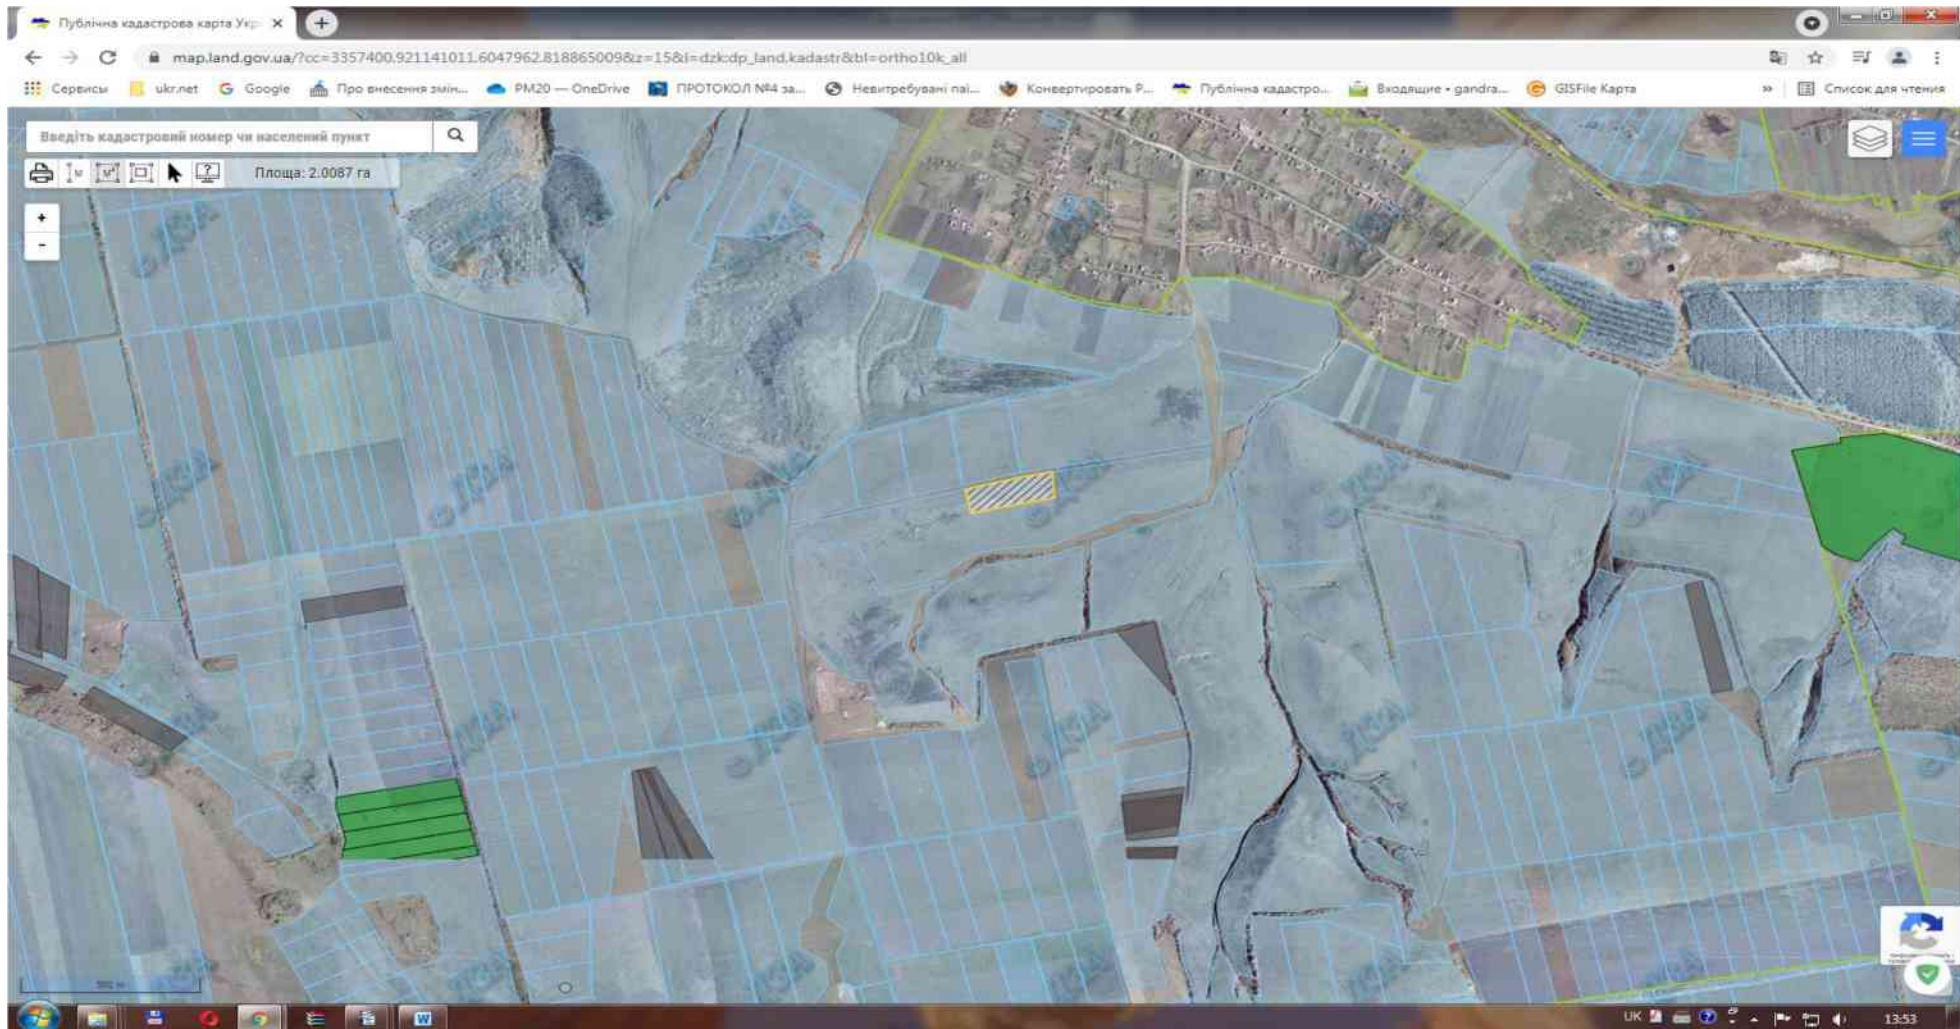 Публічна кадастрова карта Укр
map.land.gov.ua/?cc=3357400,921141011.6047962.818865009&z=15&l=dzk:dp_land,kadastr&bl=ortho10k_all
Сервисы ukr.net Google Про внесення змін... PM20 — OneDrive ПРОТОКОЛ №4 за... Невитребувані паї... Конвертировать P... Публічна кадастро... Входящие • gandra... GISFile Карта » Список для чтения
Введіть кадастровий номер чи населений пункт
Площа: 2.0087 га
+
-
UK 13:53